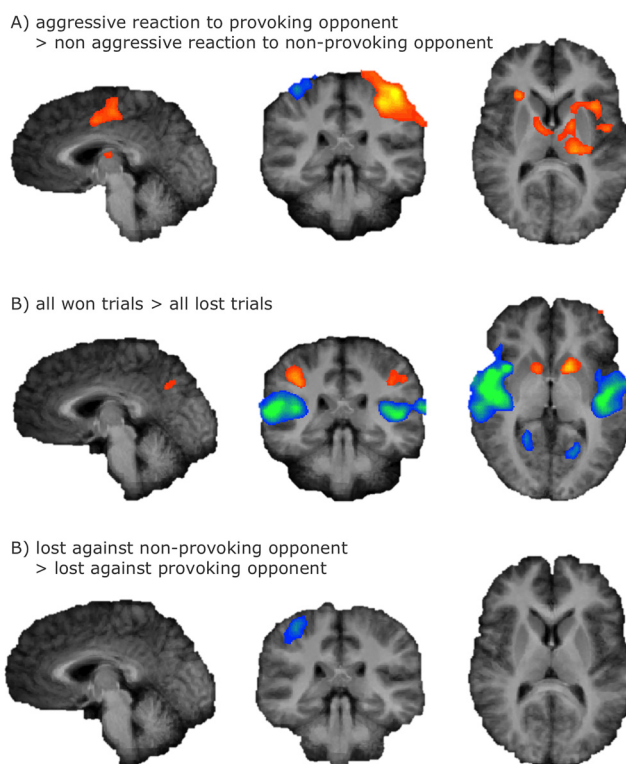 A) aggressive reaction to provoking opponent
> non aggressive reaction to non-provoking opponent
B) all won trials > all lost trials
B) lost against non-provoking opponent
> lost against provoking opponent